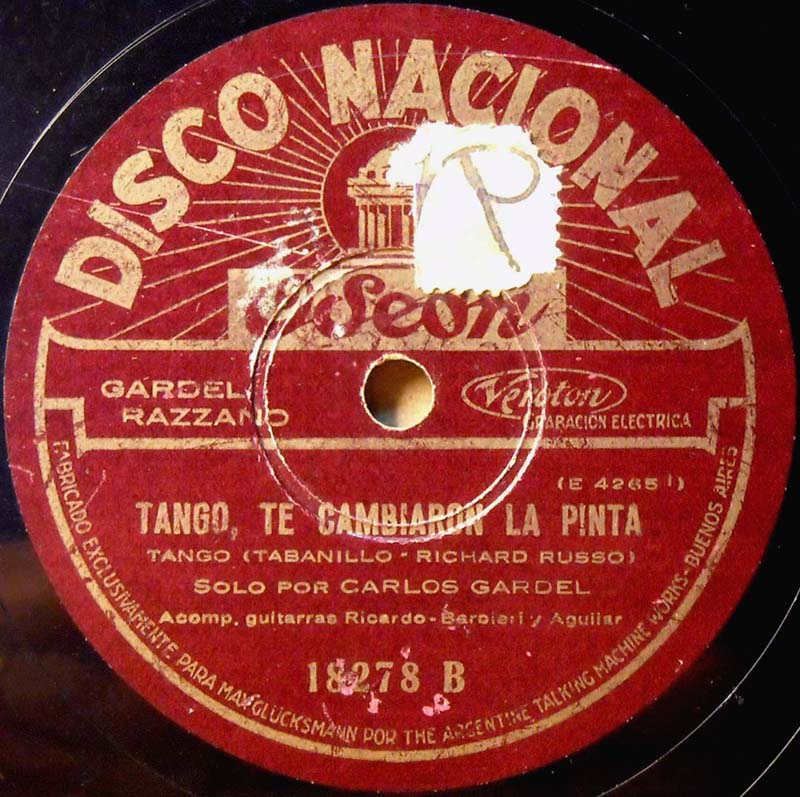 DISCO NACIONAL
R
Odeon
GARDEL
RAZZANO
Veroton
GRABACION ELECTRICA
(E 4265 1)
TANGO, TE CAMBIARON LA PINTA
TANGO (TABANILLO - RICHARD RUSSO)
SOLO POR CARLOS GARDEL
Acomp. guitarras Ricardo - Barbieri y Aguilar
18278 B
FABRICADO EXCLUSIVAMENTE PARA MAX GLÜCKSMANN POR THE ARGENTINE TALKING MACHINE WORKS - BUENOS AIRES